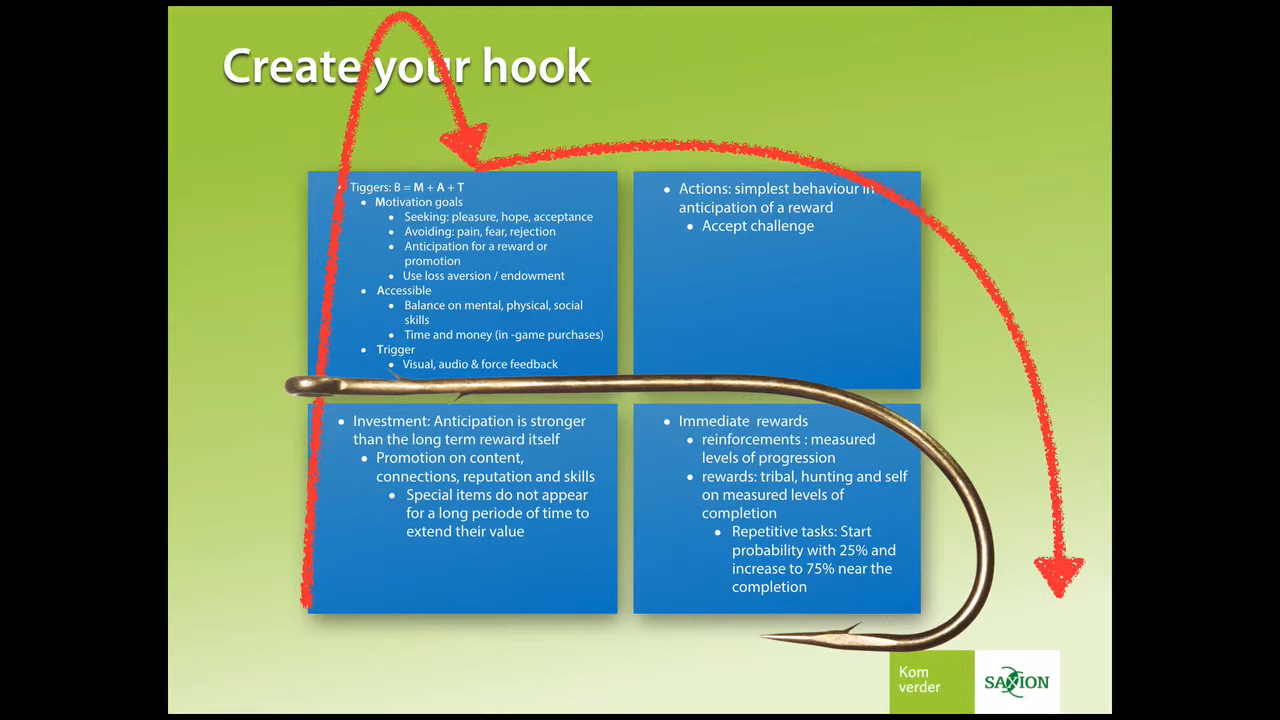 Create your hook
Tiggers: B = M + A + T
Motivation goals
Seeking: pleasure, hope, acceptance
Avoiding: pain, fear, rejection
Anticipation for a reward or
promotion
Use loss aversion / endowment
Accessible
Balance on mental, physical, social
skills
Time and money (in -game purchases)
Trigger
Visual, audio & force feedback
Actions: simplest behaviour in
anticipation of a reward
Accept challenge
Investment: Anticipation is stronger
than the long term reward itself
Promotion on content,
connections, reputation and skills
Special items do not appear
for a long periode of time to
extend their value
Immediate rewards
reinforcements : measured
levels of progression
rewards: tribal, hunting and self
on measured levels of
completion
Repetitive tasks: Start
probability with 25% and
increase to 75% near the
completion
Kom
verder
SAXION